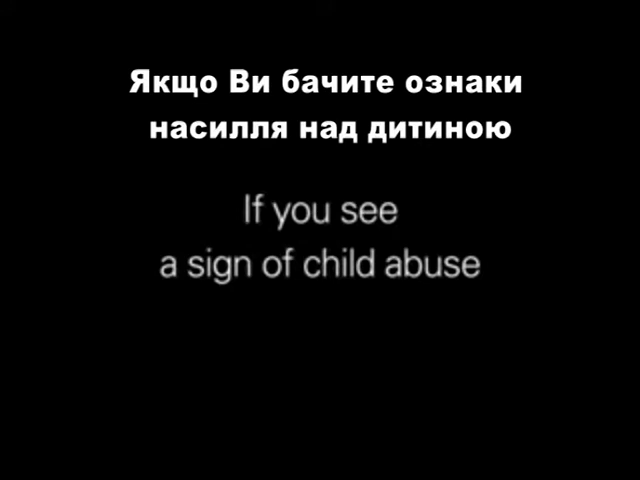 Якщо Ви бачите ознаки
насилля над дитиною
If you see
a sign of child abuse